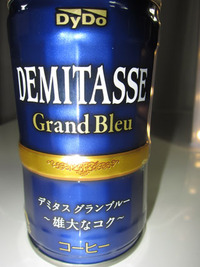 DyDo
DEMITASSE
Grand Bleu
デミタス グランブルー
～雄大なコク～
コーヒー